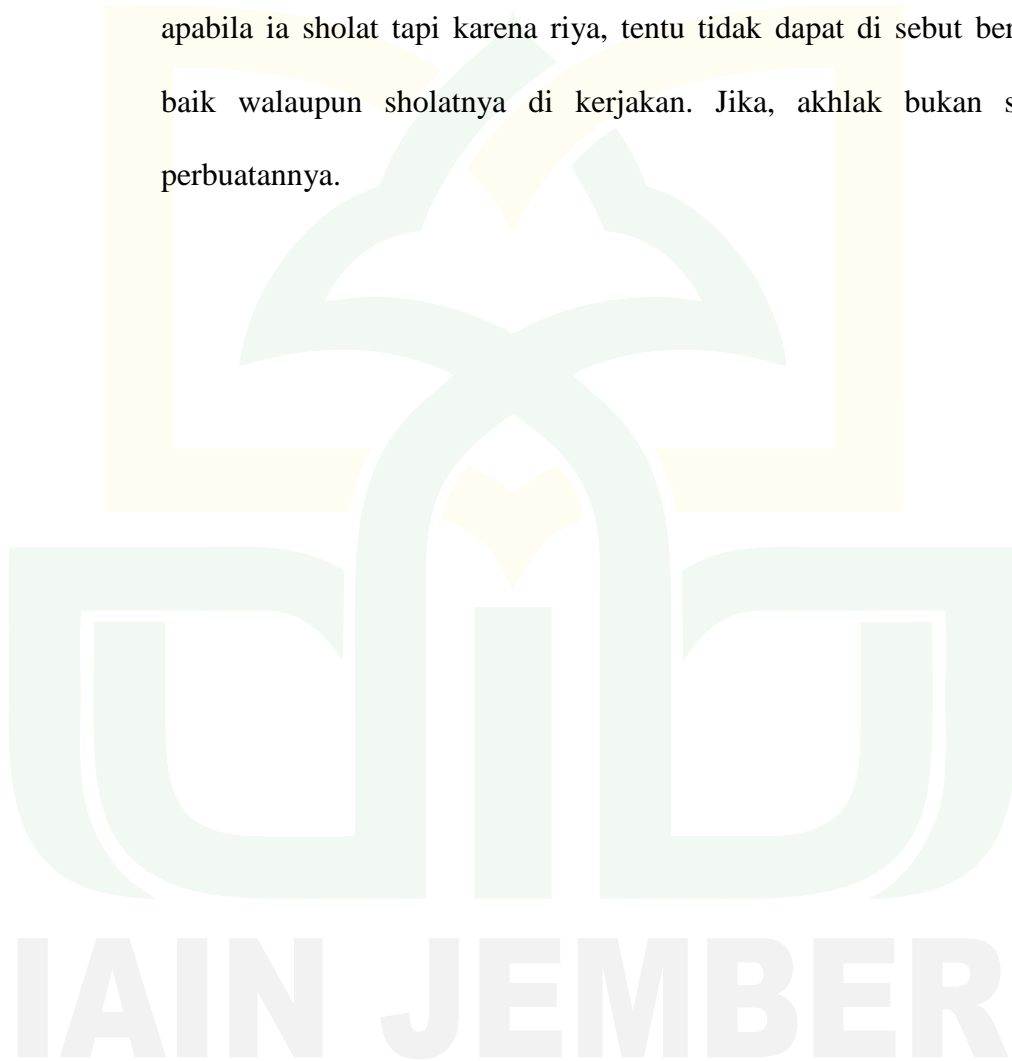 apabila ia sholat tapi karena riya, tentu tidak dapat di sebut
baik walaupun sholatnya di kerjakan. Jika, akhlak bukan
perbuatannya.
IAIN JEMBER